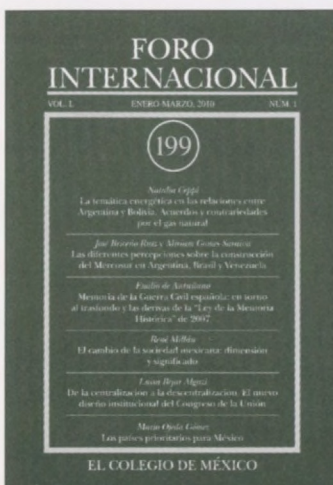 FORO
INTERNACIONAL
VOL. L ENERO-MARZO, 2010 NÚM. 1
199
Natalia Ceppi
La temática energética en las relaciones entre
Argentina y Bolivia. Acuerdos y contrariedades
por el gas natural
José Briceño Ruiz y Miriam Gomes Saraiva
Las diferentes percepciones sobre la construcción
del Mercosur en Argentina, Brasil y Venezuela
Emilio de
Memoria de la Guerra Civil española: en torno
al trasfondo y las derivas de la "Ley de la Memoria
Histórica" de 2007
René Millán
El cambio de la sociedad mexicana: dimensión
y significado
Luisa Béjar Algazi
De la centralización a la descentralización. El nuevo
diseño institucional del Congreso de la Unión
Mario Ojeda Gómez
Los países prioritarios para México
EL COLEGIO DE MÉXICO